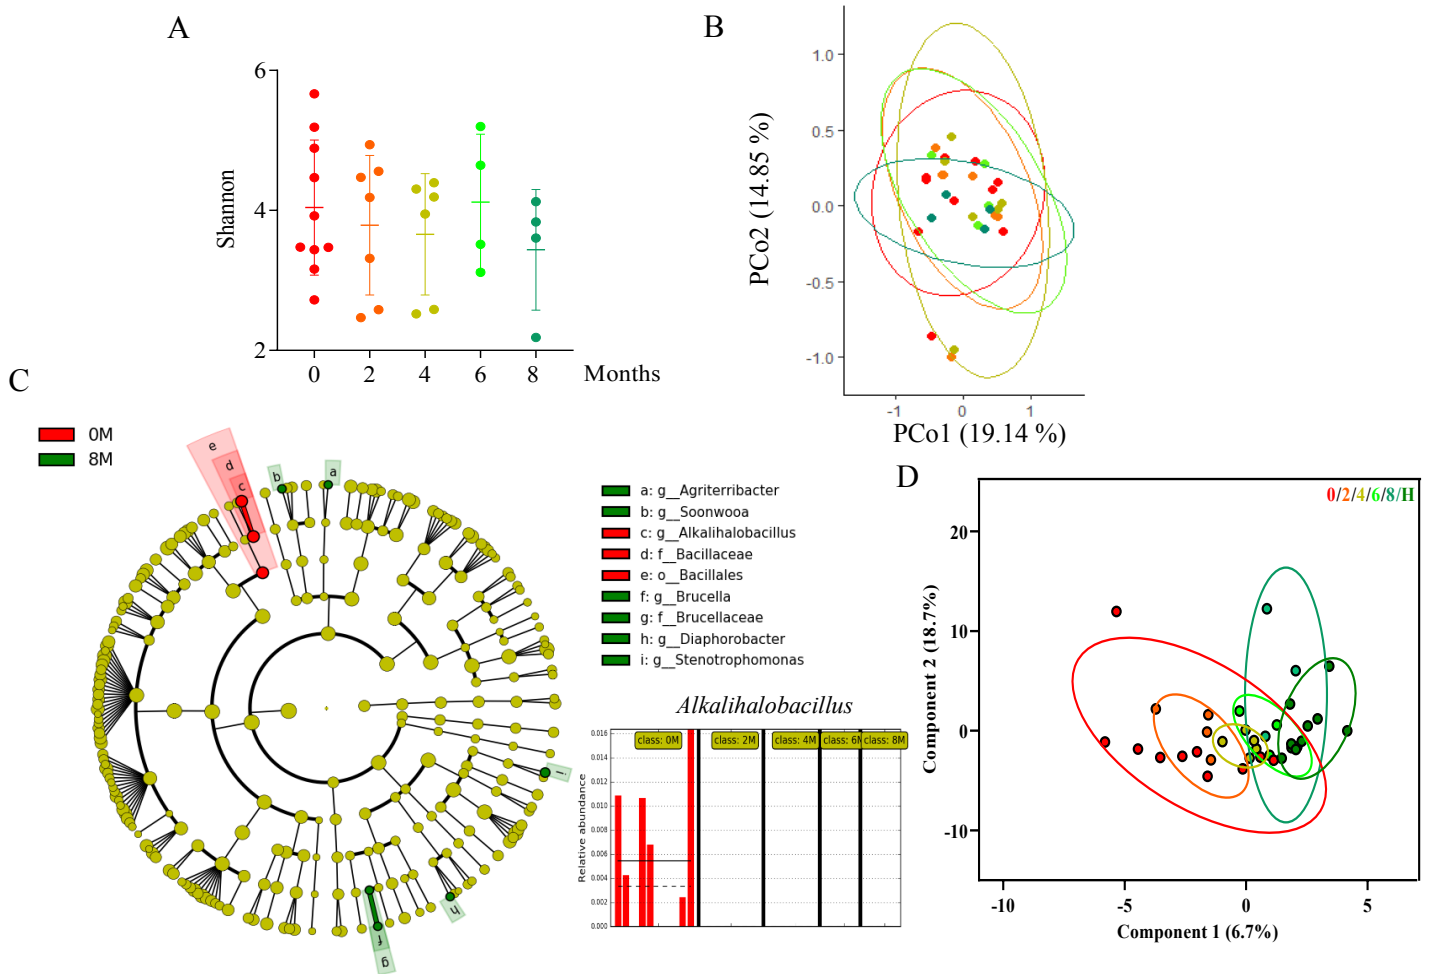 A
6
4
2
Shannon
0 2 4 6 8 Months
B
1.0
0.5
0.0
-0.5
-1.0
PCo2 (14.85 %)
-1 0 1
PCo1 (19.14 %)
C
0M
8M
e
d
c
b
a
i
h
f
g
a: g__Agriterribacter
b: g__Soonwooa
c: g__Alkalihalobacillus
d: f__Bacillaceae
e: o__Bacillales
f: g__Brucella
g: f__Brucellaceae
h: g__Diaphorobacter
i: g__Stenotrophomonas
Alkalihalobacillus
class: 0M class: 2M class: 4M class: 6M class: 8M
0.016
0.014
0.012
0.010
0.008
0.006
0.004
0.002
0.000
Relative abundance
D
0/2/4/6/8/H
20
10
0
-10
Component 2 (18.7%)
-10 -5 0 5
Component 1 (6.7%)